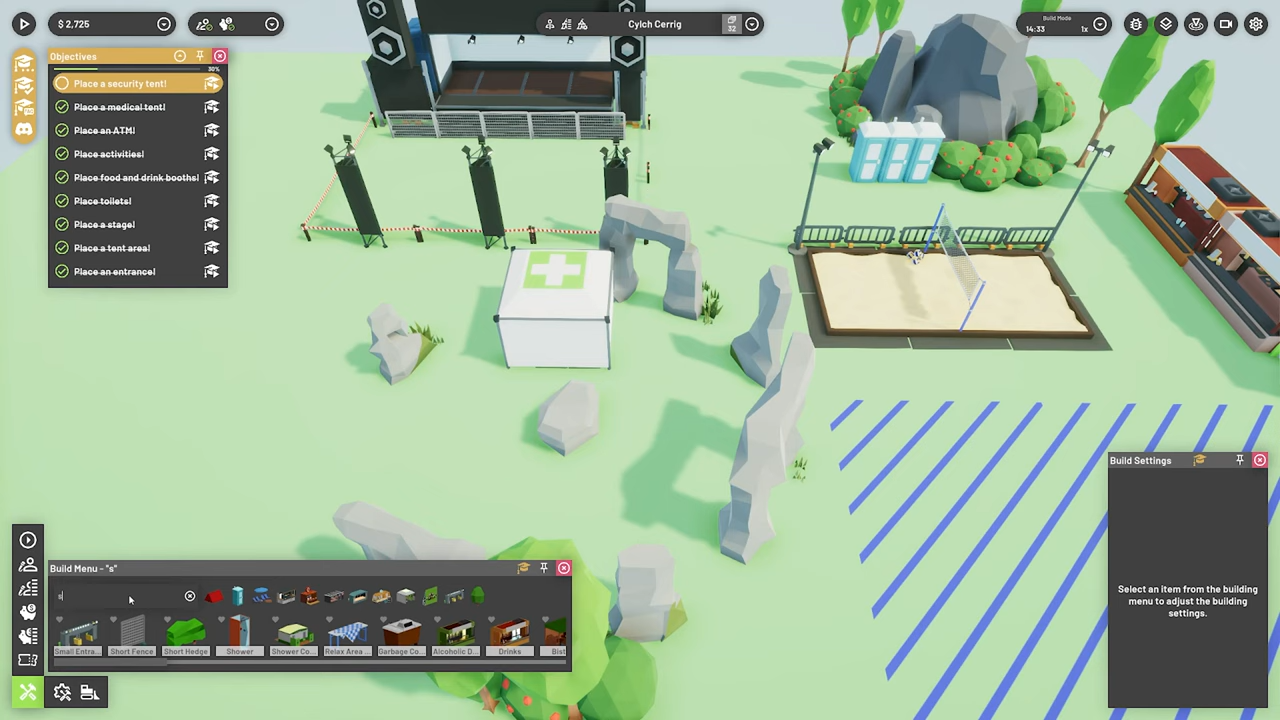 $ 2,725
Cylch Cerrig
32
Build Mode
14:33
1x
Objectives
30%
Place a security tent!
Place a medical tent!
Place an ATM!
Place activities!
Place food and drink booths!
Place toilets!
Place a stage!
Place a tent area!
Place an entrance!
Build Settings
Select an item from the building
menu to adjust the building
settings.
Build Menu - "s"
s
Small Entra...
Short Fence
Short Hedge
Shower
Shower Co...
Relax Area ...
Garbage Co...
Alcoholic D...
Drinks
Bist